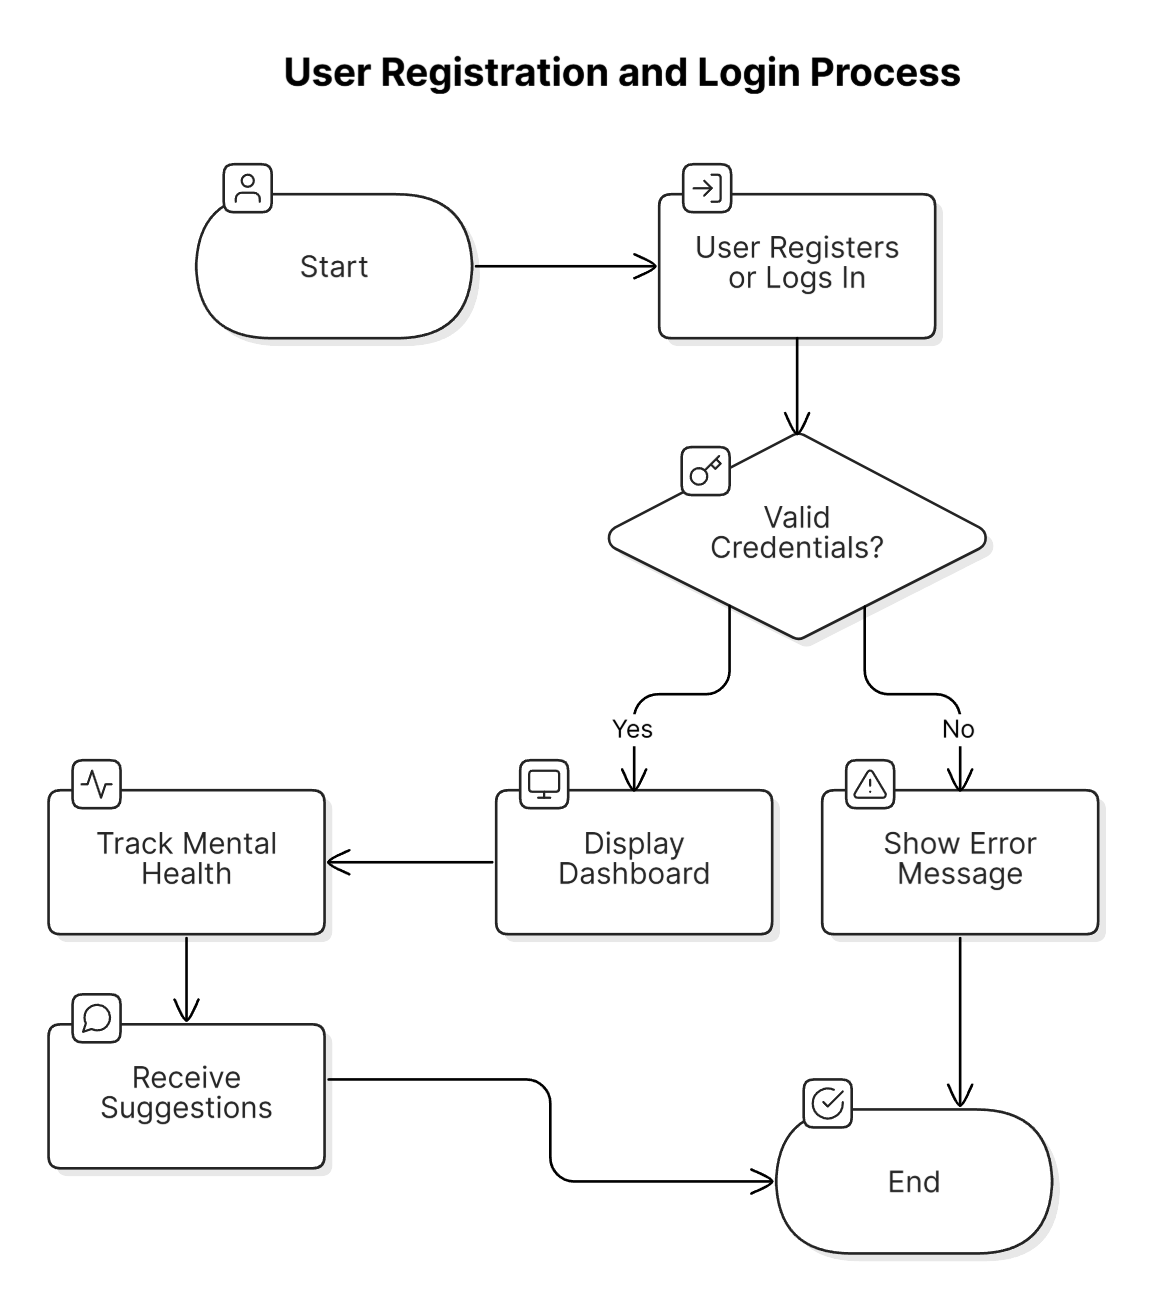 User Registration and Login Process
Start
User Registers
or Logs In
Valid
Credentials?
Yes
No
Track Mental
Health
Display
Dashboard
Show Error
Message
Receive
Suggestions
End